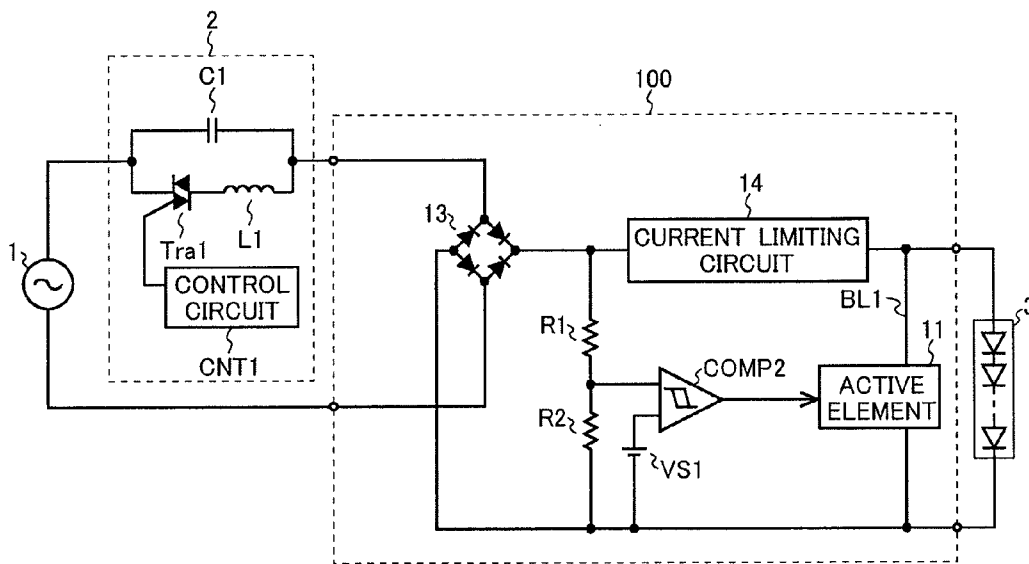 2
C1
100
1
Tra1
L1
CONTROL
CIRCUIT
CNT1
13
14
CURRENT LIMITING
CIRCUIT
BL1
3
R1
COMP2
11
ACTIVE
ELEMENT
R2
VS1